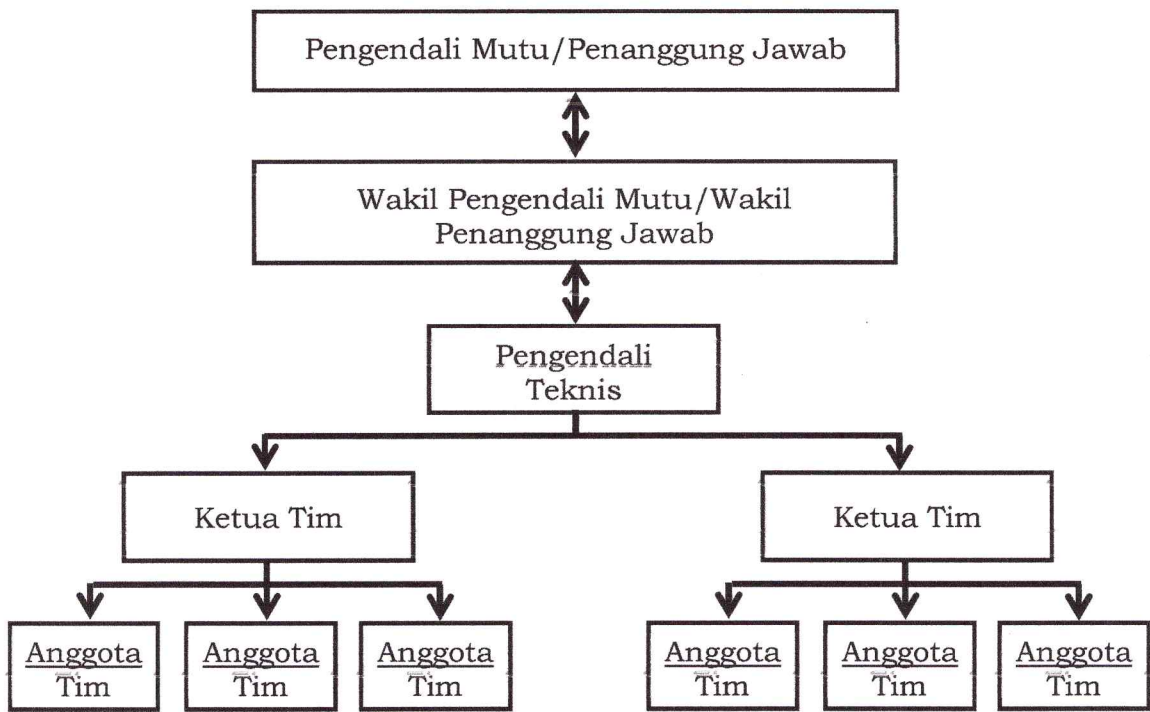 Pengendali Mutu/Penanggung Jawab
Wakil Pengendali Mutu/Wakil
Penanggung Jawab
Pengendali
Teknis
Ketua Tim
Ketua Tim
Anggota
Tim
Anggota
Tim
Anggota
Tim
Anggota
Tim
Anggota
Tim
Anggota
Tim